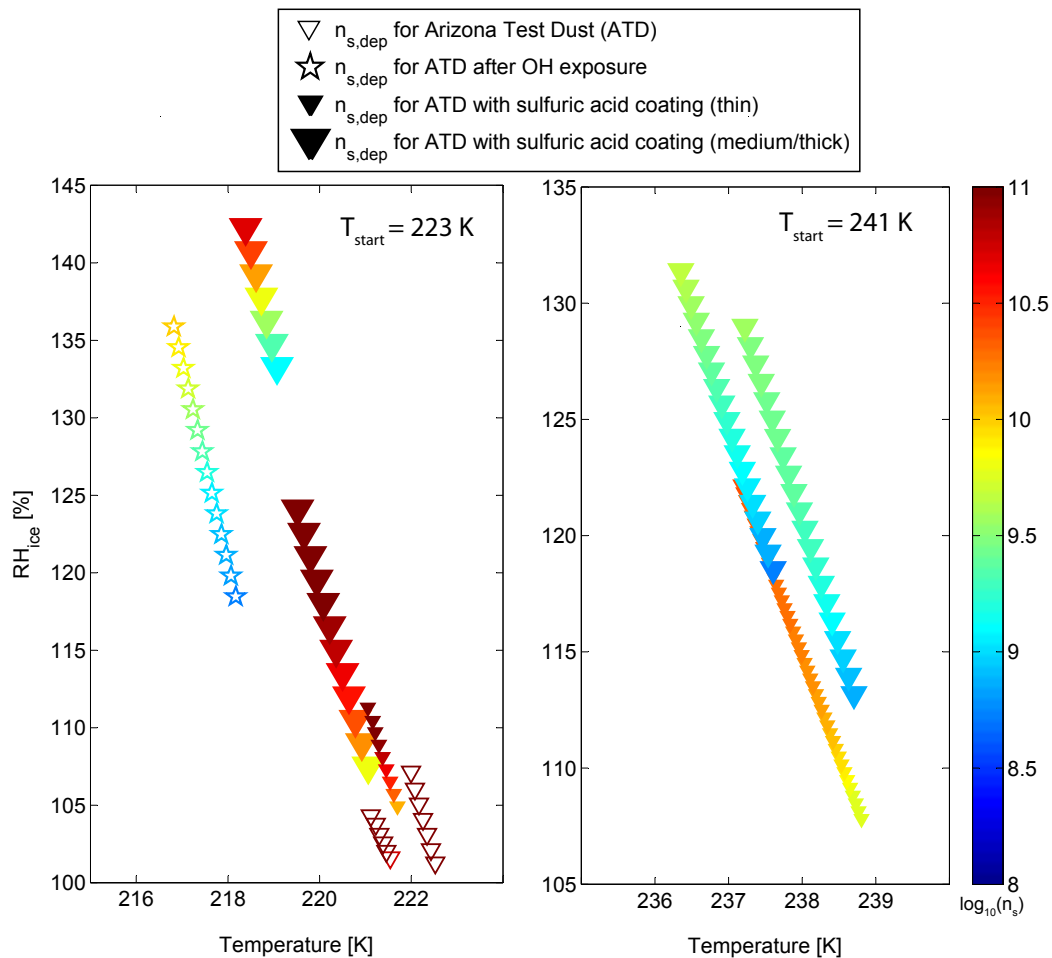 n_s,dep for Arizona Test Dust (ATD)
n_s,dep for ATD after OH exposure
n_s,dep for ATD with sulfuric acid coating (thin)
n_s,dep for ATD with sulfuric acid coating (medium/thick)
T_start = 223 K
145
140
135
130
125
120
115
110
105
100
RH_ice [%]
216 218 220 222
Temperature [K]
T_start = 241 K
135
130
125
120
115
110
105
236 237 238 239
Temperature [K]
11
10.5
10
9.5
9
8.5
8
log₁₀(n_s)